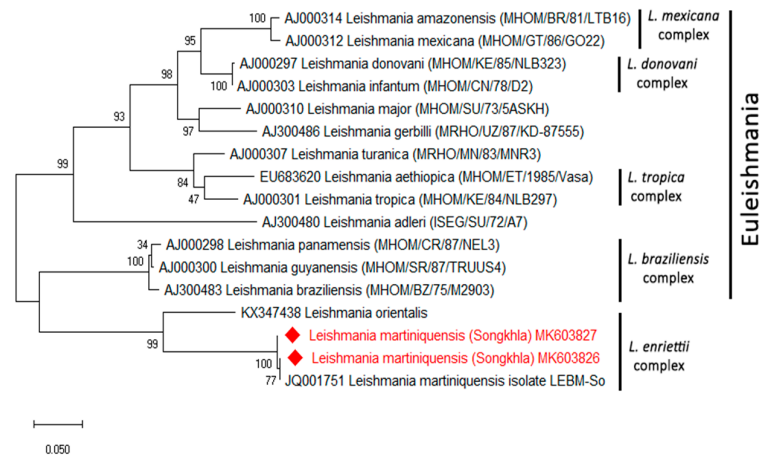 100 AJ000314 Leishmania amazonensis (MHOM/BR/81/LTB16)
L. mexicana
complex
AJ000312 Leishmania mexicana (MHOM/GT/86/GO22)
95
AJ000297 Leishmania donovani (MHOM/KE/85/NLB323)
L. donovani
complex
98
100 AJ000303 Leishmania infantum (MHOM/CN/78/D2)
AJ000310 Leishmania major (MHOM/SU/73/5ASKH)
93
97 AJ300486 Leishmania gerbilli (MRHO/UZ/87/KD-87555)
AJ000307 Leishmania turanica (MRHO/MN/83/MNR3)
99
84 EU683620 Leishmania aethiopica (MHOM/ET/1985/Vasa)
L. tropica
complex
47 AJ000301 Leishmania tropica (MHOM/KE/84/NLB297)
AJ300480 Leishmania adleri (ISEG/SU/72/A7)
Euleishmania
34 AJ000298 Leishmania panamensis (MHOM/CR/87/NEL3)
100 AJ000300 Leishmania guyanensis (MHOM/SR/87/TRUUS4)
L. braziliensis
complex
AJ300483 Leishmania braziliensis (MHOM/BZ/75/M2903)
KX347438 Leishmania orientalis
99
Leishmania martiniquensis (Songkhla) MK603827
L. enriettii
complex
100 Leishmania martiniquensis (Songkhla) MK603826
77 JQ001751 Leishmania martiniquensis isolate LEBM-So
0.050